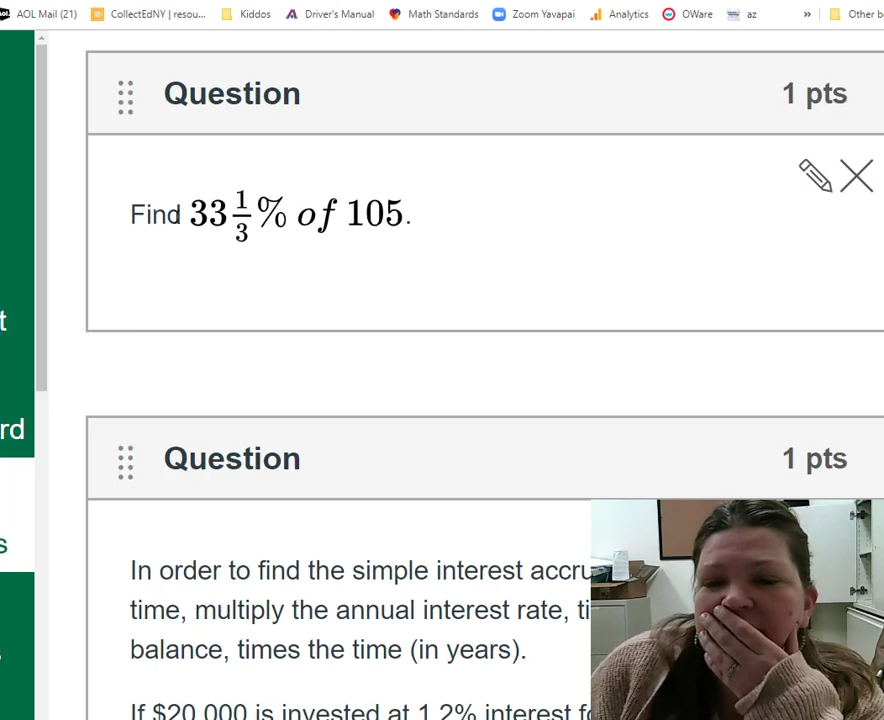 AOL Mail (21) CollectEdNY | resou... Kiddos Driver's Manual Math Standards Zoom Yavapai Analytics OWare az » Other b
Question 1 pts
Find 33 1/3 % of 105.
t
rd
Question 1 pts
s
In order to find the simple interest accru
time, multiply the annual interest rate, ti
balance, times the time (in years).
If $20,000 is invested at 1.2% interest fo